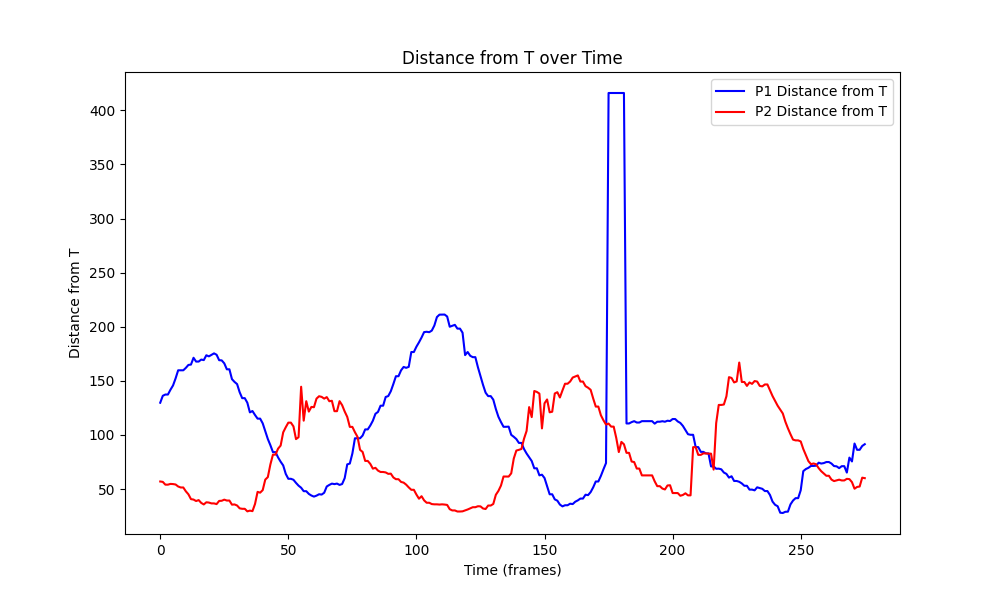 Distance from T over Time
P1 Distance from T
P2 Distance from T
400
350
300
250
200
150
100
50
Distance from T
0
50
100
150
200
250
Time (frames)